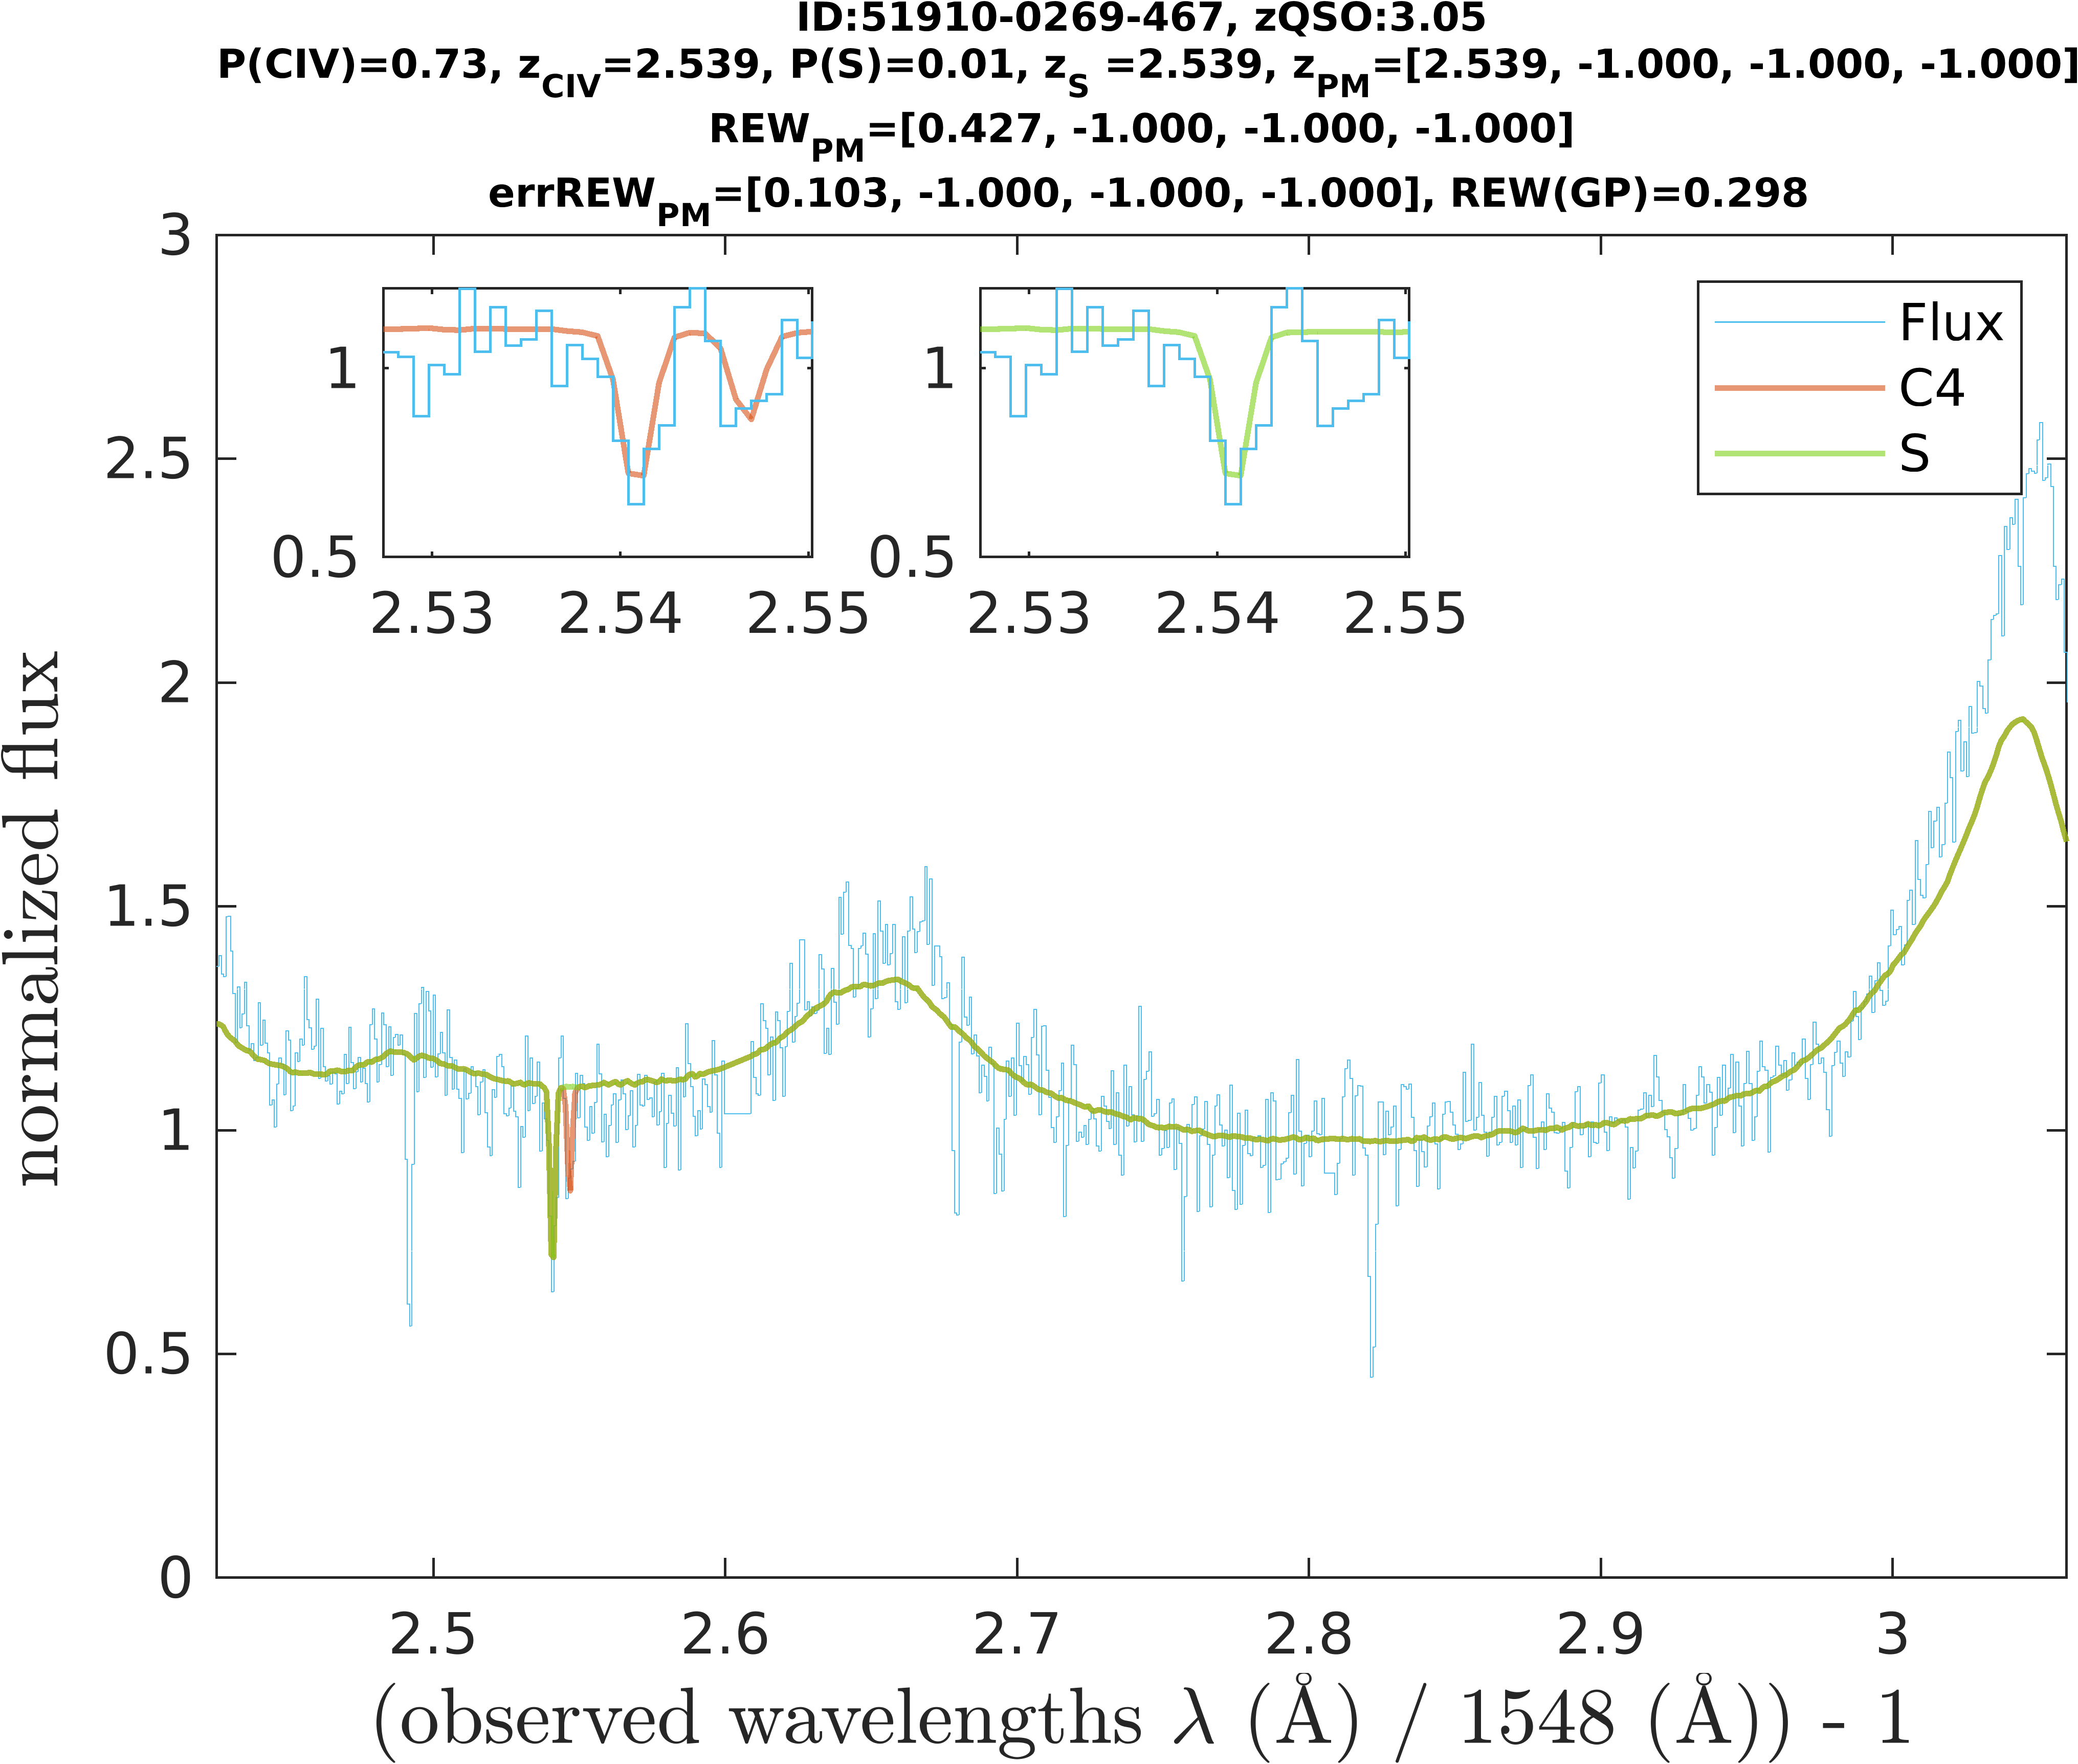 ID:51910-0269-467, zQSO:3.05
P(CIV)=0.73, zCIV=2.539, P(S)=0.01, zS =2.539, zPM=[2.539, -1.000, -1.000, -1.000]
REWPM=[0.427, -1.000, -1.000, -1.000]
errREWPM=[0.103, -1.000, -1.000, -1.000], REW(GP)=0.298
3
2.5
2
1.5
1
0.5
0
normalized flux
1
0.5
2.53 2.54 2.55
1
0.5
2.53 2.54 2.55
Flux
C4
S
2.5 2.6 2.7 2.8 2.9 3
(observed wavelengths λ (Å) / 1548 (Å)) - 1